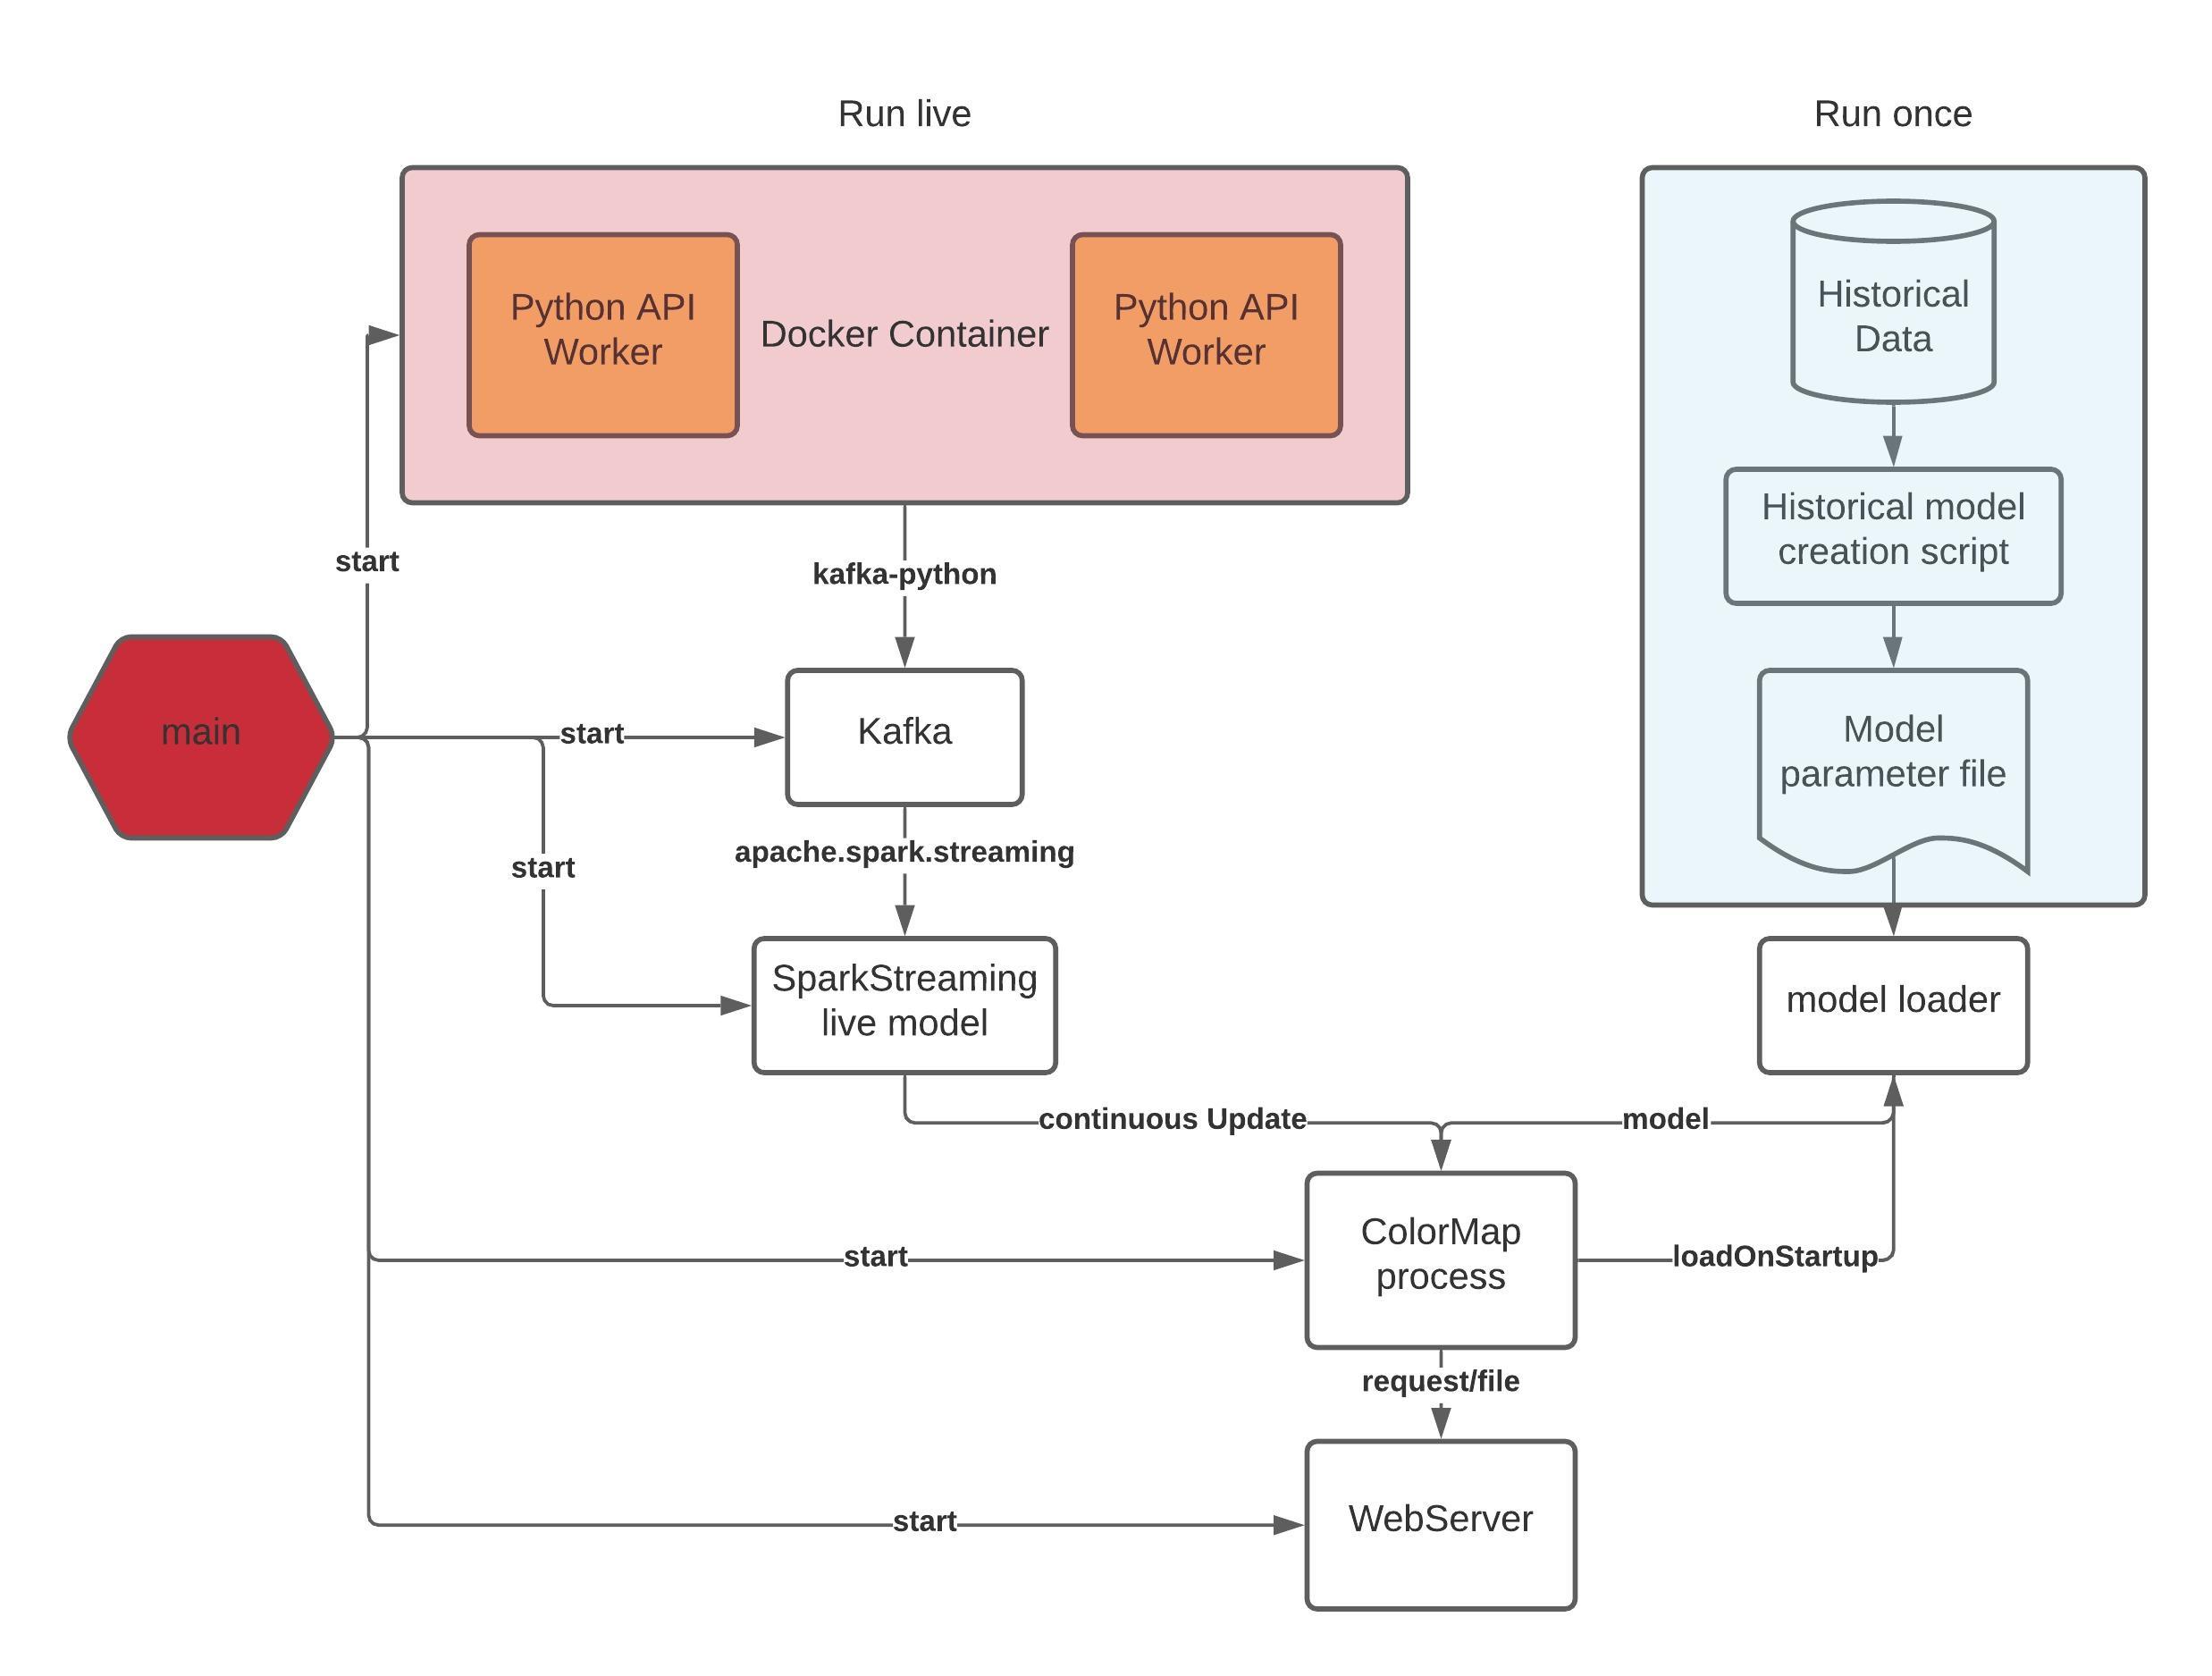 Run live
Run once
Python API
Worker
Docker Container
Python API
Worker
Historical
Data
Historical model
creation script
start
kafka-python
main
start
Kafka
Model
parameter file
start
apache.spark.streaming
SparkStreaming
live model
model loader
continuous Update
model
start
ColorMap
process
loadOnStartup
request/file
start
WebServer